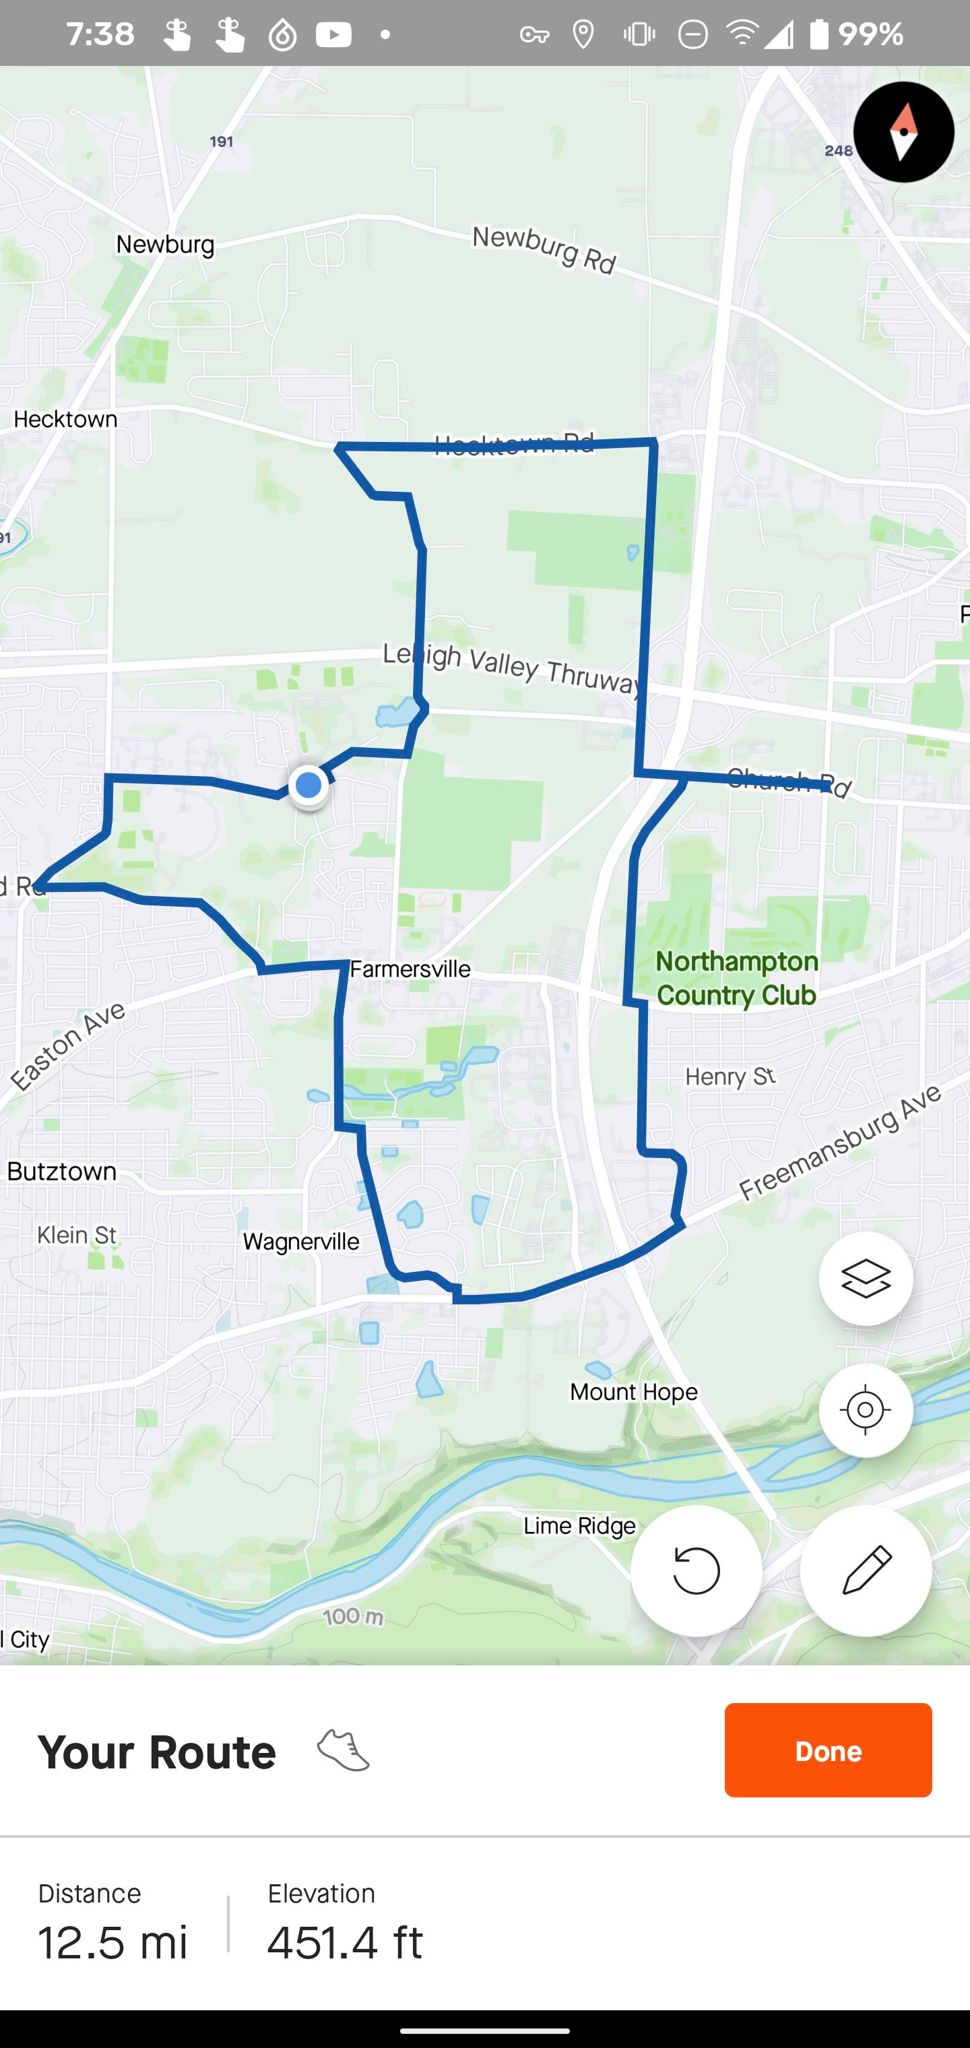 7:38
99%
191
248
Newburg
Newburg Rd
Hecktown
Hecktown Rd
91
P
Lehigh Valley Thruway
Church Rd
d Rd
Farmersville
Northampton
Country Club
Easton Ave
Henry St
Freemansburg Ave
Butztown
Klein St
Wagnerville
Mount Hope
Lime Ridge
100 m
l City
Your Route
Done
Distance
Elevation
12.5 mi
451.4 ft